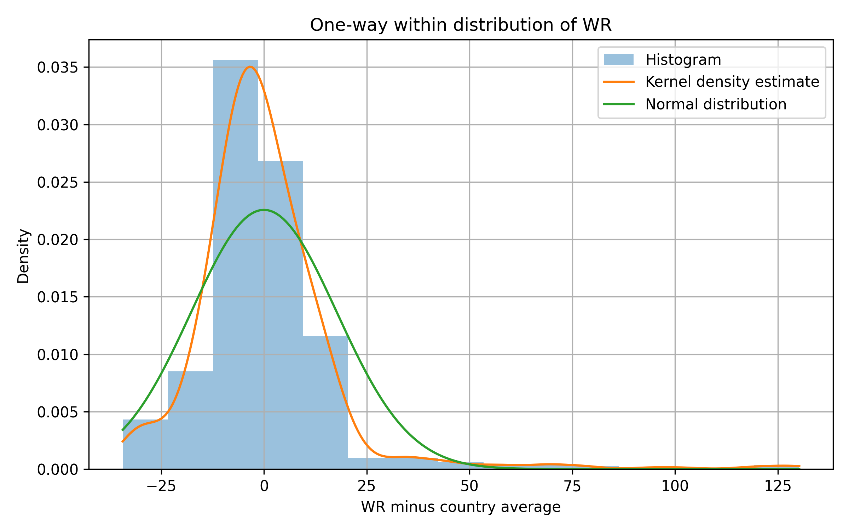 One-way within distribution of WR
Histogram
Kernel density estimate
Normal distribution
Density
0.035
0.030
0.025
0.020
0.015
0.010
0.005
0.000
−25 0 25 50 75 100 125
WR minus country average